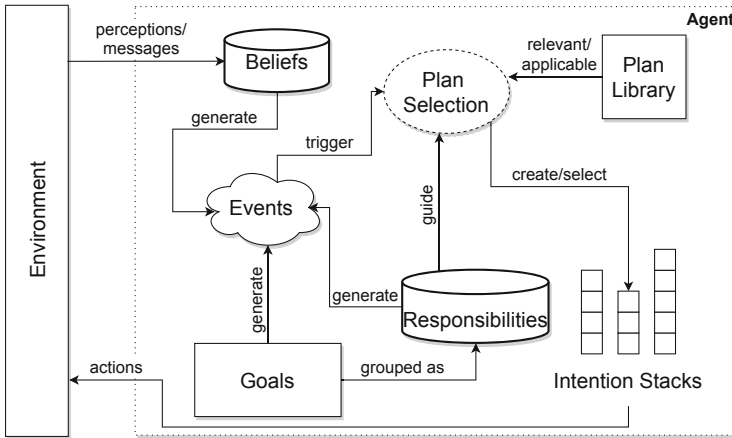 Agent
perceptions/
messages
Beliefs
Plan
Selection
relevant/
applicable
Plan
Library
generate
trigger
create/select
Environment
Events
guide
generate
generate
Responsibilities
actions
Goals
grouped as
Intention Stacks